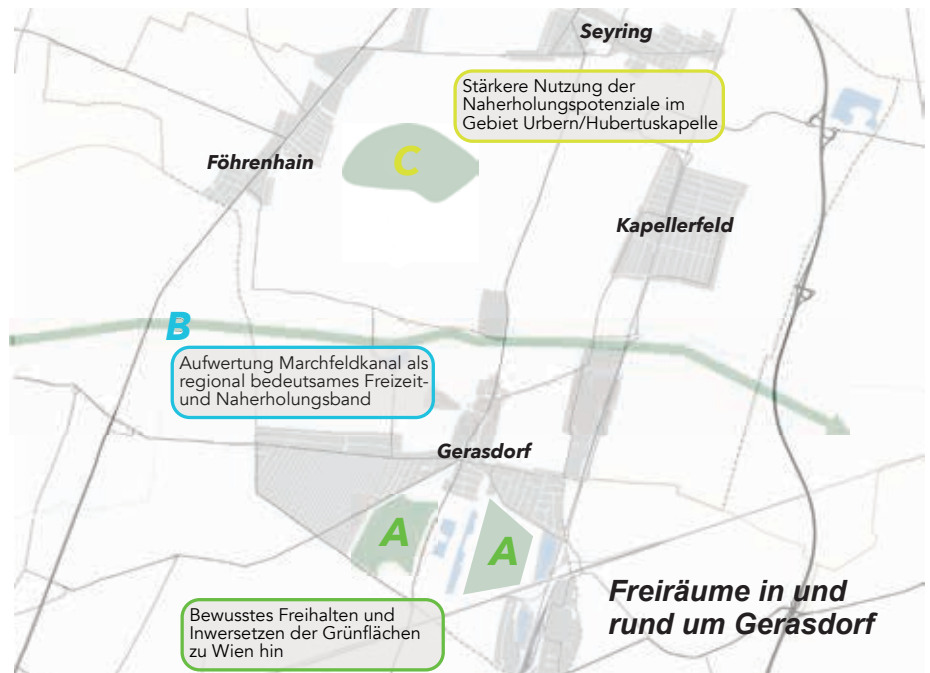 Seyring
Stärkere Nutzung der
Naherholungspotenziale im
Gebiet Urbern/Hubertuskapelle
Föhrenhain
C
Kapellerfeld
B
Aufwertung Marchfeldkanal als
regional bedeutsames Freizeit-
und Naherholungsband
Gerasdorf
A
A
Freiräume in und
rund um Gerasdorf
Bewusstes Freihalten und
Inwersetzen der Grünflächen
zu Wien hin